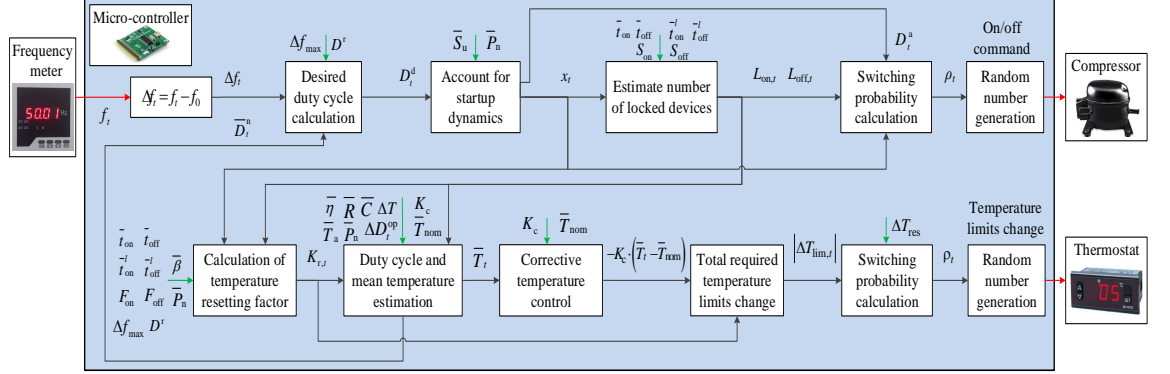 Micro-controller
Frequency
meter
50.01 Hz
f_t
Δf_t = f_t − f_0
Δf_t
D̅_t^n
Δf_max D^r
Desired
duty cycle
calculation
D_t^d
S̅_u P̅_n
Account for
startup
dynamics
x_t
t̅_on t̅_off t̅_on^l t̅_off^l
S_on S_off
Estimate number
of locked devices
L_on,t L_off,t
D_t^a
Switching
probability
calculation
ρ_t
On/off
command
Random
number
generation
Compressor
t̅_on t̅_off
t̅_on^l t̅_off^l β̅
F_on F_off P̅_n
Δf_max D^r
Calculation of
temperature
resetting factor
K_r,t
η̅ R̅ C̅ ΔT K_c
T̅_a P̅_n ΔD_t^op T̅_nom
Duty cycle and
mean temperature
estimation
T̅_t
K_c T̅_nom
Corrective
temperature
control
−K_c·(T̅_t−T̅_nom)
Total required
temperature
limits change
|ΔT_lim,t|
ΔT_res
Switching
probability
calculation
ρ_t
Temperature
limits change
Random
number
generation
Thermostat
05